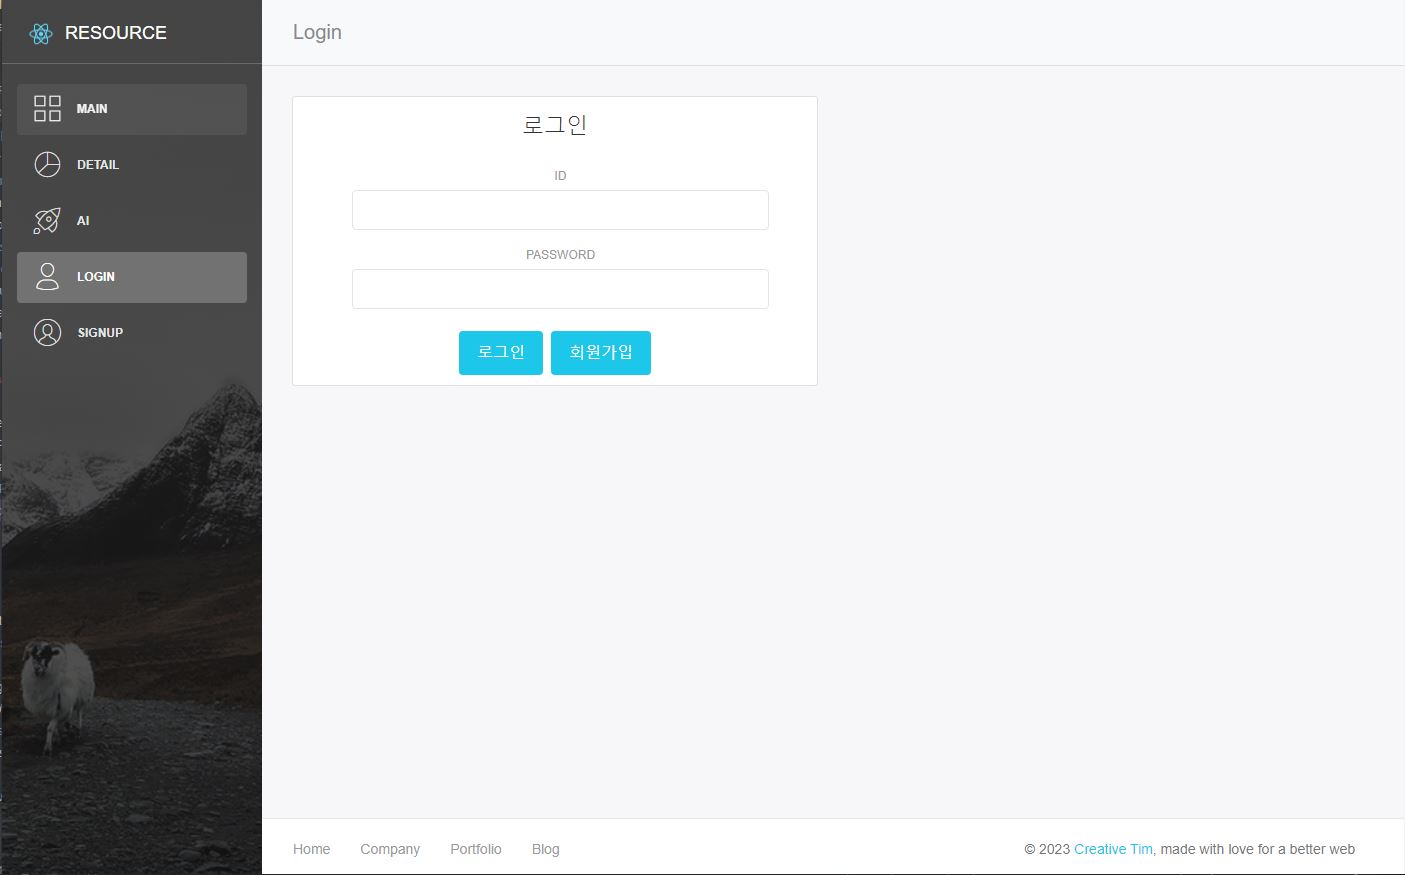 RESOURCE
MAIN
DETAIL
AI
LOGIN
SIGNUP
Login
로그인
ID
PASSWORD
로그인 회원가입
Home Company Portfolio Blog
© 2023 Creative Tim, made with love for a better web